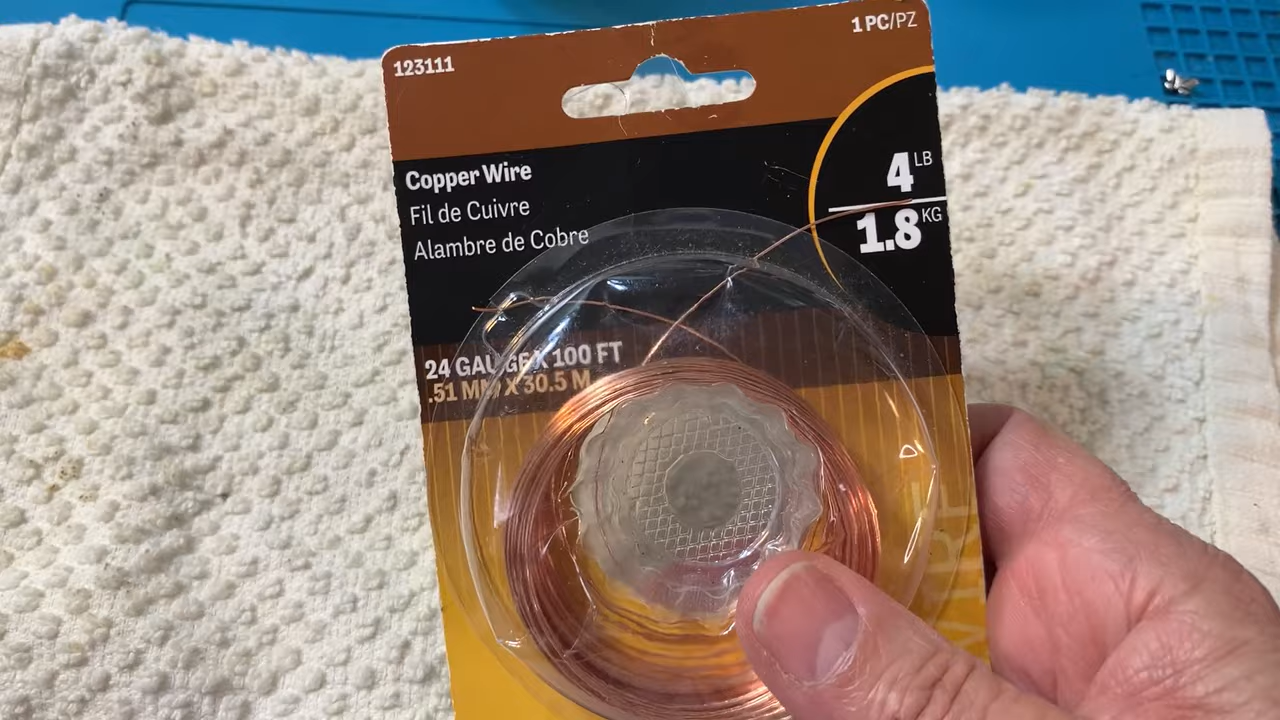 123111
1 PC/PZ
Copper Wire
Fil de Cuivre
Alambre de Cobre
4 LB
1.8 KG
24 GAUGE X 100 FT
.51 MM X 30.5 M